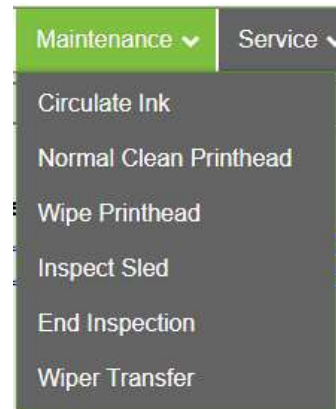 Maintenance Service
Circulate Ink
Normal Clean Printhead
Wipe Printhead
Inspect Sled
End Inspection
Wiper Transfer